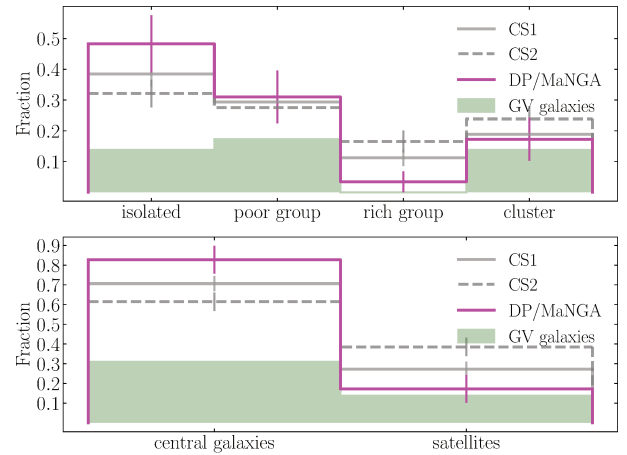 0.5
0.4
0.3
0.2
0.1
Fraction
CS1
CS2
DP/MaNGA
GV galaxies
isolated
poor group
rich group
cluster
0.9
0.8
0.7
0.6
0.5
0.4
0.3
0.2
0.1
Fraction
CS1
CS2
DP/MaNGA
GV galaxies
central galaxies
satellites